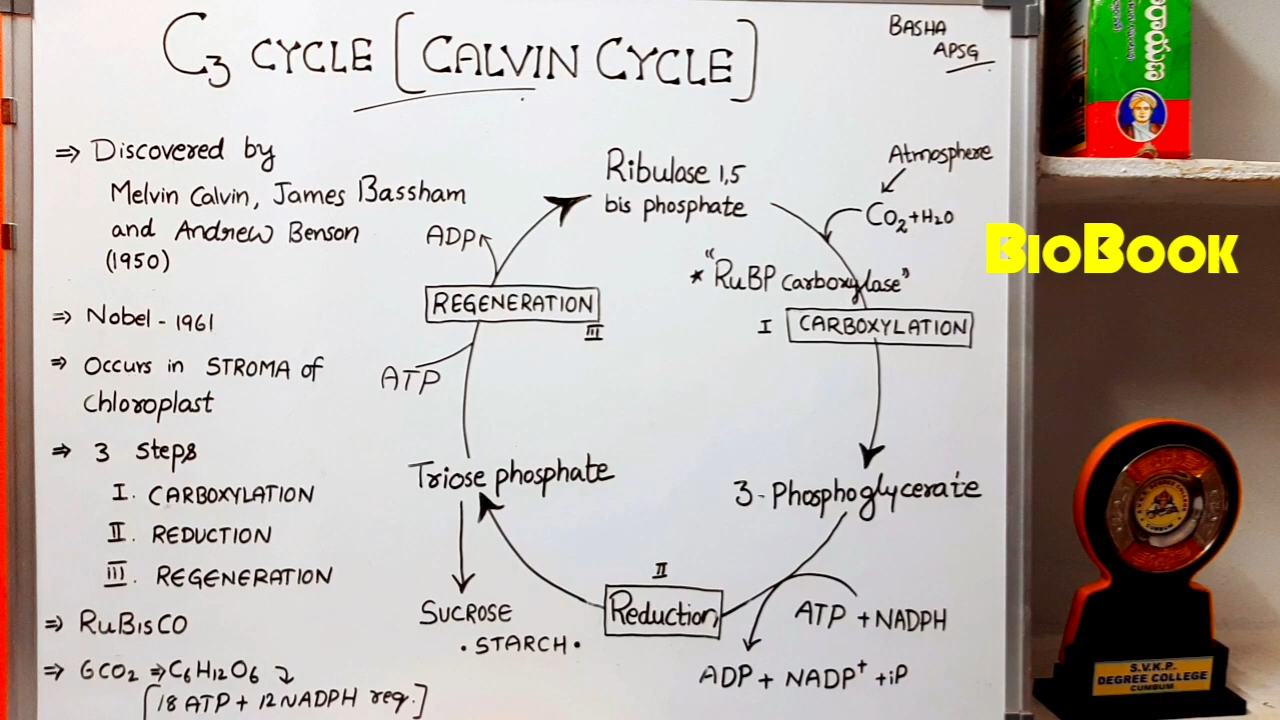 C3 CYCLE [CALVIN CYCLE]
BASHA
APSG
⇒ Discovered by
Melvin Calvin, James Bassham
and Andrew Benson
(1950)
⇒ Nobel - 1961
⇒ Occurs in STROMA of
Chloroplast
⇒ 3 Steps
I. CARBOXYLATION
II. REDUCTION
III. REGENERATION
⇒ RuBisCO
⇒ 6CO2 ⇒ C6H12O6
[18 ATP + 12 NADPH req.]
Ribulase 1,5
bis phosphate
Atmosphere
CO2 + H2O
* "RuBP carboxylase"
I CARBOXYLATION
3-Phosphoglycerate
ATP + NADPH
ADP + NADP+ + iP
II
Reduction
Triose phosphate
SUCROSE
• STARCH •
ATP
REGENERATION
III
ADP
BIOBOOK
S.V.K.P.
DEGREE COLLEGE
CUMBUM